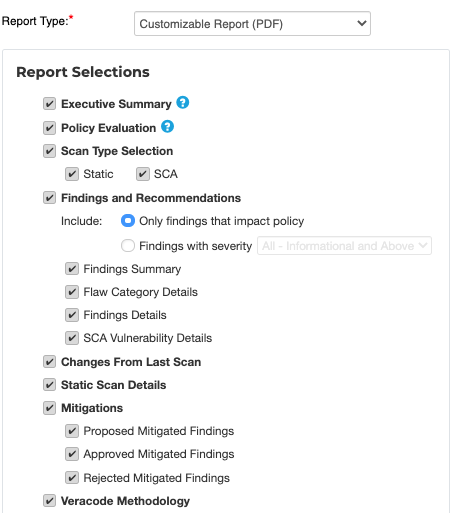 Report Type:* Customizable Report (PDF)
Report Selections
Executive Summary ?
Policy Evaluation ?
Scan Type Selection
Static SCA
Findings and Recommendations
Include: Only findings that impact policy
Findings with severity All - Informational and Above
Findings Summary
Flaw Category Details
Findings Details
SCA Vulnerability Details
Changes From Last Scan
Static Scan Details
Mitigations
Proposed Mitigated Findings
Approved Mitigated Findings
Rejected Mitigated Findings
Veracode Methodology